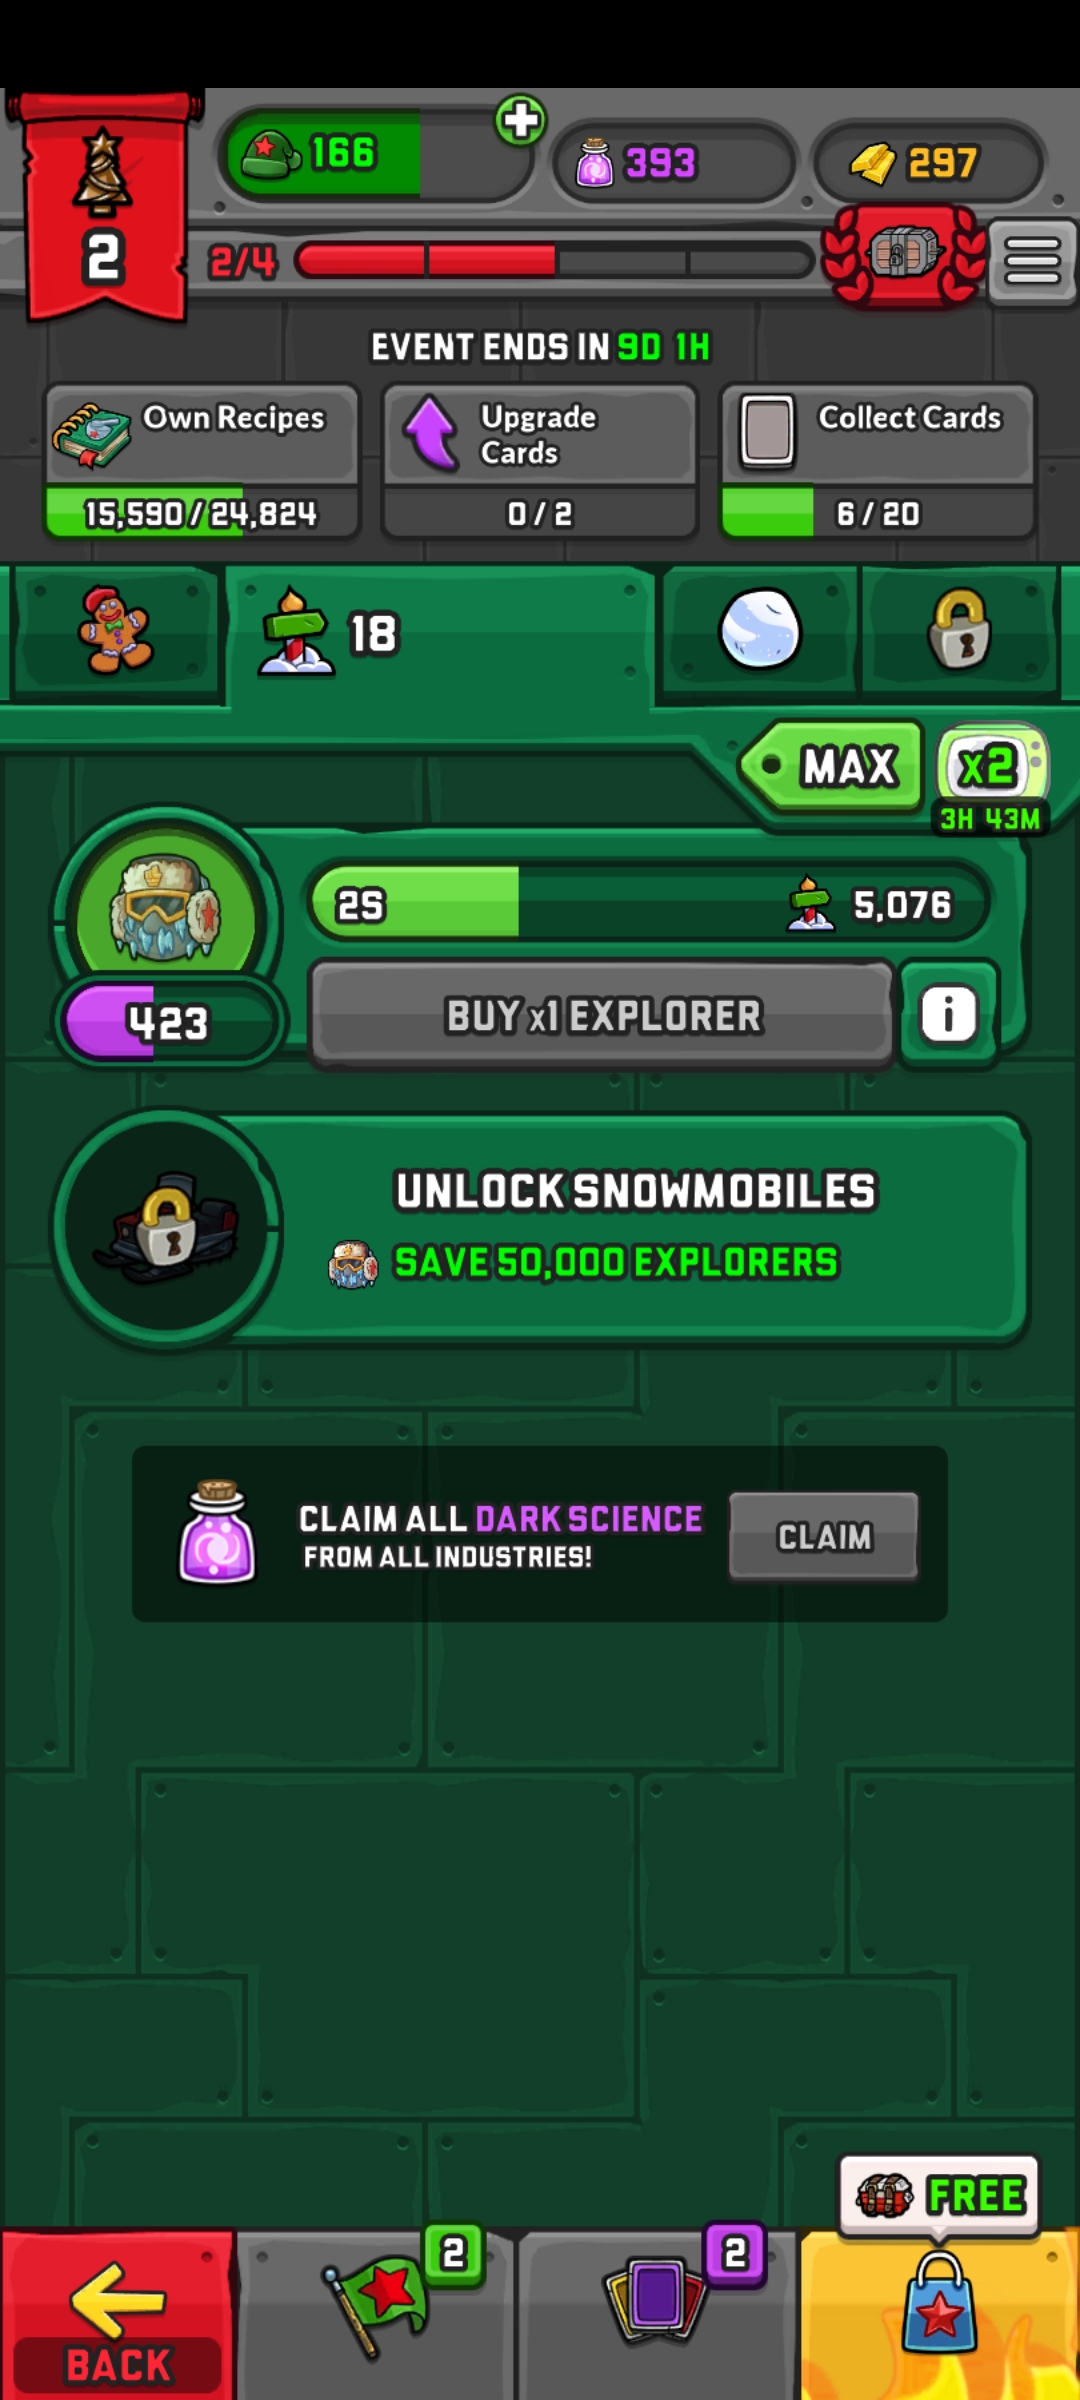 166
393
297
2
2/4
EVENT ENDS IN 9D 1H
Own Recipes
15,590/24,824
Upgrade
Cards
0/2
Collect Cards
6/20
18
MAX
x2
3H 43M
2S
5,076
423
BUY x1 EXPLORER
i
UNLOCK SNOWMOBILES
SAVE 50,000 EXPLORERS
CLAIM ALL DARK SCIENCE
FROM ALL INDUSTRIES!
CLAIM
FREE
2
2
BACK